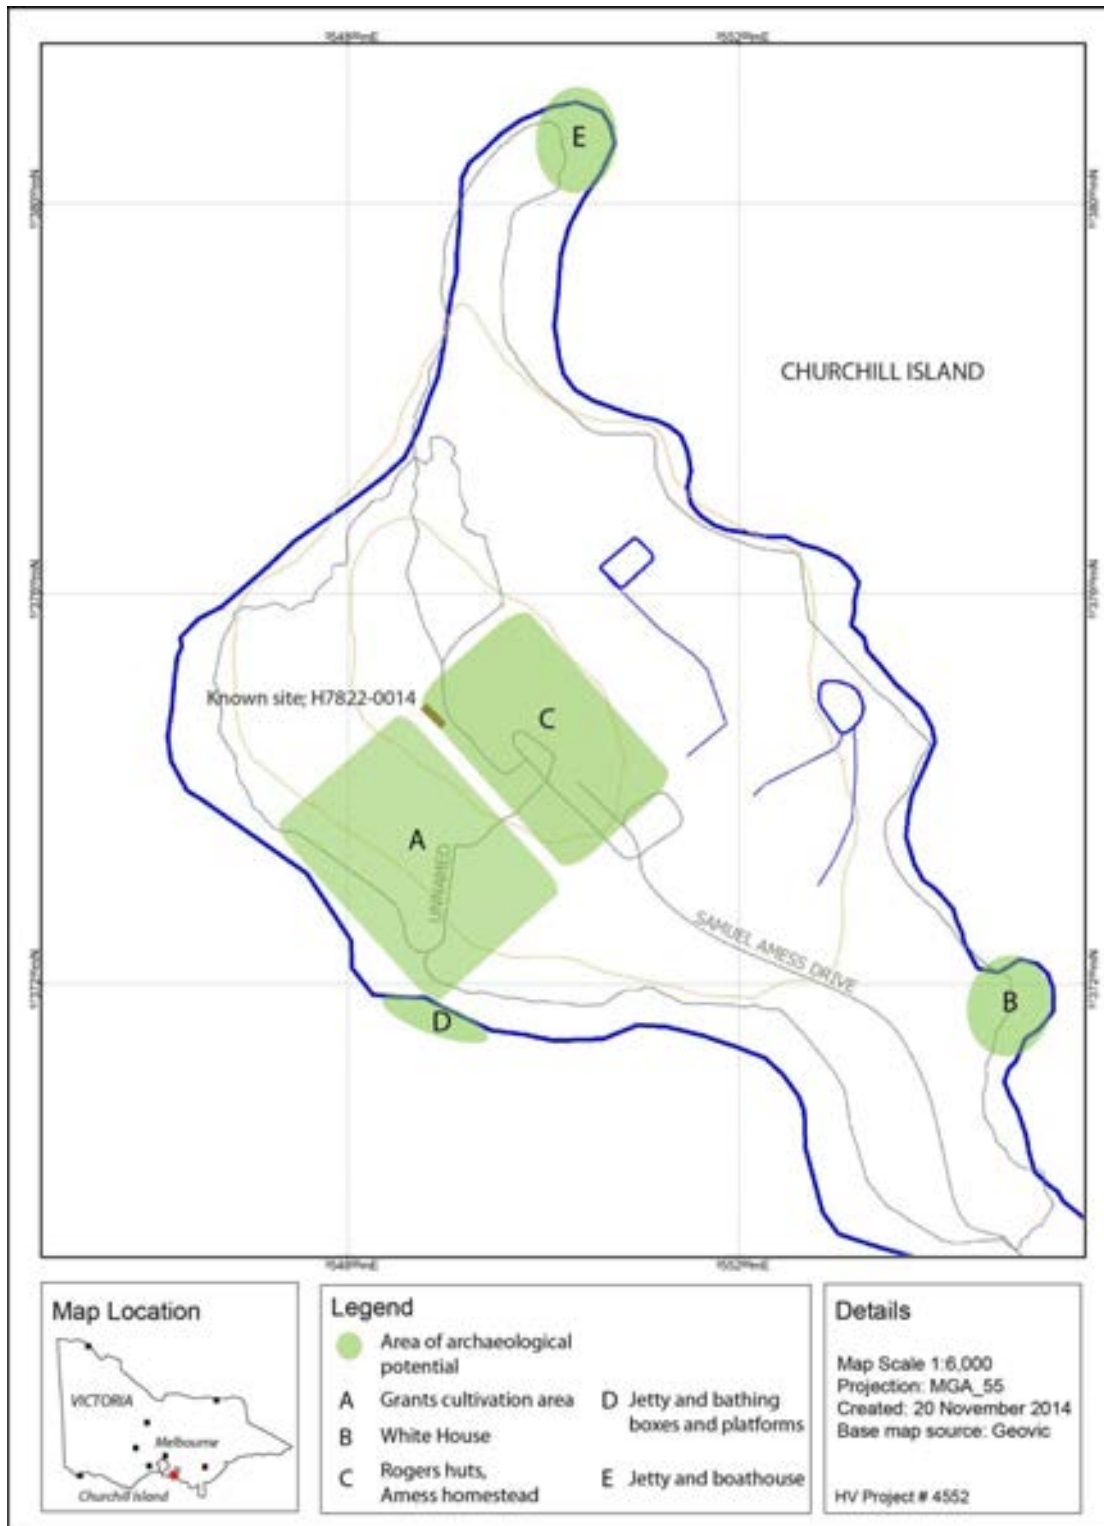 CHURCHILL ISLAND
E
Known site; H7822-0014
C
A
UNNAMED
SAMUEL AMESS DRIVE
B
D
Map Location
VICTORIA
Melbourne
Churchill Island
Legend
Area of archaeological
potential
A Grants cultivation area
B White House
C Rogers huts,
Amess homestead
D Jetty and bathing
boxes and platforms
E Jetty and boathouse
Details
Map Scale 1:6,000
Projection: MGA_55
Created: 20 November 2014
Base map source: Geovic
HV Project # 4552